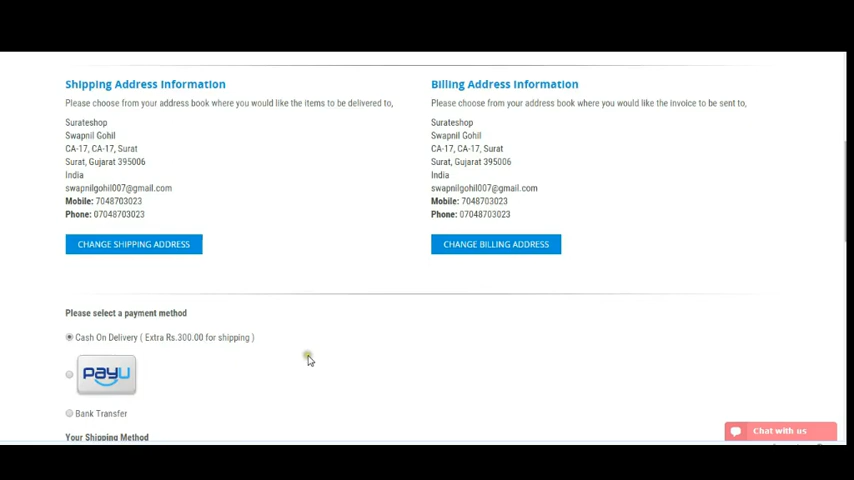 Shipping Address Information
Please choose from your address book where you would like the items to be delivered to,
Surateshop
Swapnil Gohil
CA-17, CA-17, Surat
Surat, Gujarat 395006
India
swapnilgohil007@gmail.com
Mobile: 7048703023
Phone: 07048703023
CHANGE SHIPPING ADDRESS
Billing Address Information
Please choose from your address book where you would like the invoice to be sent to,
Surateshop
Swapnil Gohil
CA-17, CA-17, Surat
Surat, Gujarat 395006
India
swapnilgohil007@gmail.com
Mobile: 7048703023
Phone: 07048703023
CHANGE BILLING ADDRESS
Please select a payment method
Cash On Delivery ( Extra Rs.300.00 for shipping )
PayU
Bank Transfer
Your Shipping Method
Chat with us